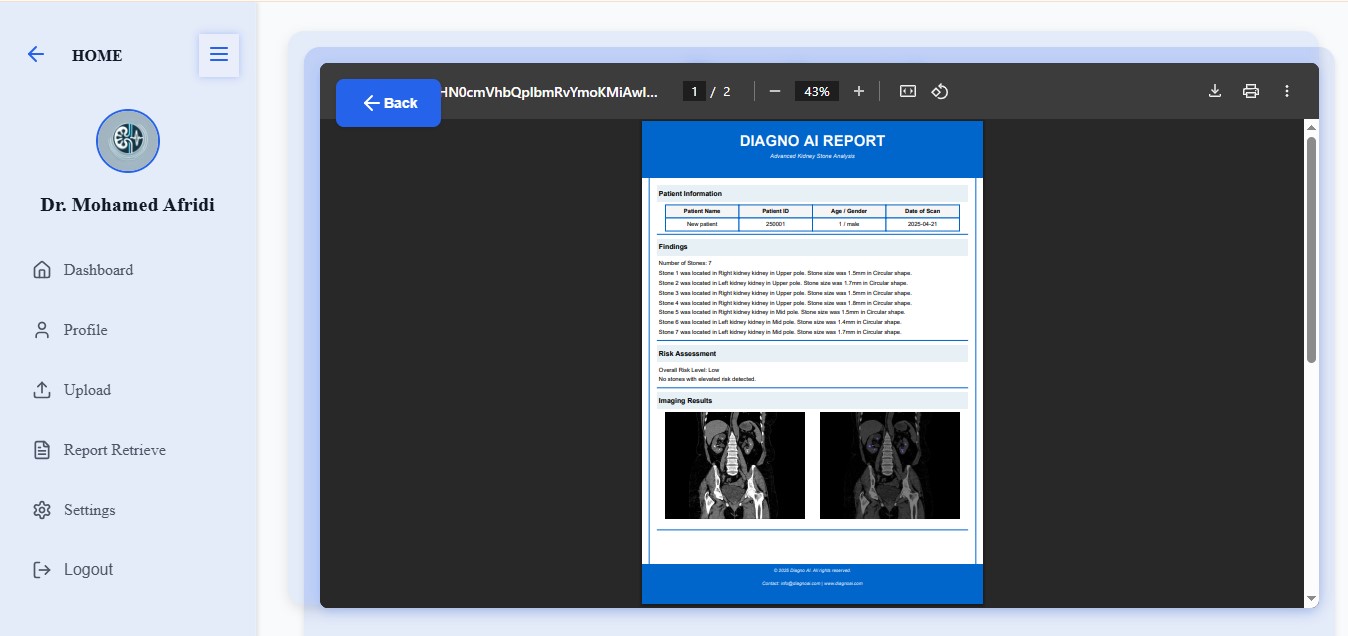 HOME
Dr. Mohamed Afridi
Dashboard
Profile
Upload
Report Retrieve
Settings
Logout
Back
HN0cmVhbQplbmRvYmoKMiAwI...
1 / 2
43%
DIAGNO AI REPORT
Advanced Kidney Stone Analysis
Patient Information
Patient Name Patient ID Age / Gender Date of Scan
New patient 250001 1 / male 2025-04-21
Findings
Number of Stones: 7
Stone 1 was located in Right kidney kidney in Upper pole. Stone size was 1.5mm in Circular shape.
Stone 2 was located in Left kidney kidney in Upper pole. Stone size was 1.7mm in Circular shape.
Stone 3 was located in Right kidney kidney in Upper pole. Stone size was 1.5mm in Circular shape.
Stone 4 was located in Right kidney kidney in Upper pole. Stone size was 1.8mm in Circular shape.
Stone 5 was located in Right kidney kidney in Mid pole. Stone size was 1.5mm in Circular shape.
Stone 6 was located in Left kidney kidney in Mid pole. Stone size was 1.4mm in Circular shape.
Stone 7 was located in Left kidney kidney in Mid pole. Stone size was 1.7mm in Circular shape.
Risk Assessment
Overall Risk Level: Low
No stones with elevated risk detected.
Imaging Results
© 2025 Diagno AI. All rights reserved.
Contact: info@diagnoai.com | www.diagnoai.com